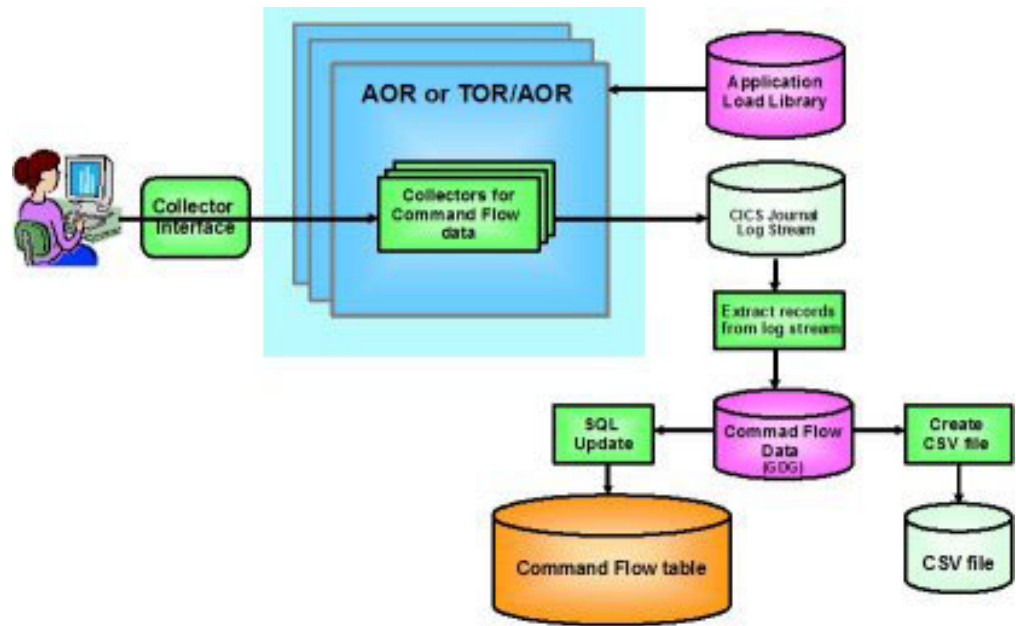 AOR or TOR/AOR
Application
Load Library
Collector
Interface
Collectors for
Command Flow
data
CICS Journal
Log Stream
Extract records
from log stream
SQL
Update
Commad Flow
Data
(GDG)
Create
CSV file
Command Flow table
CSV file